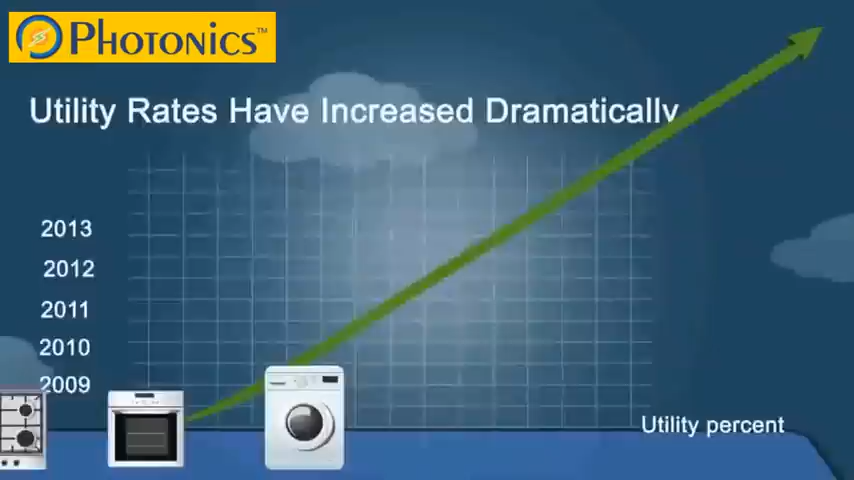 PHOTONICS™
Utility Rates Have Increased Dramatically
2013
2012
2011
2010
2009
Utility percent